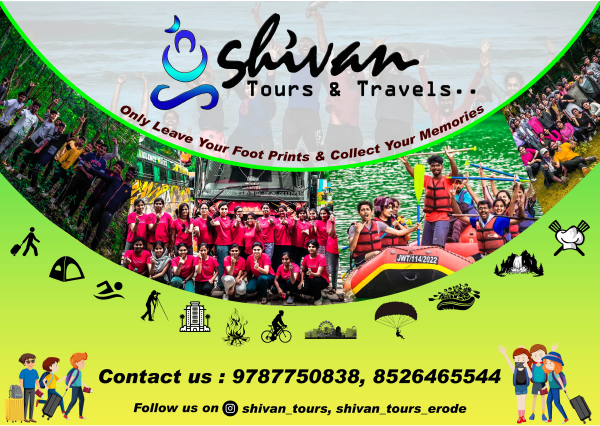 Shivan
Tours & Travels..
Only Leave Your Foot Prints & Collect Your Memories
JWT/114/2022
Contact us : 9787750838, 8526465544
Follow us on shivan_tours, shivan_tours_erode